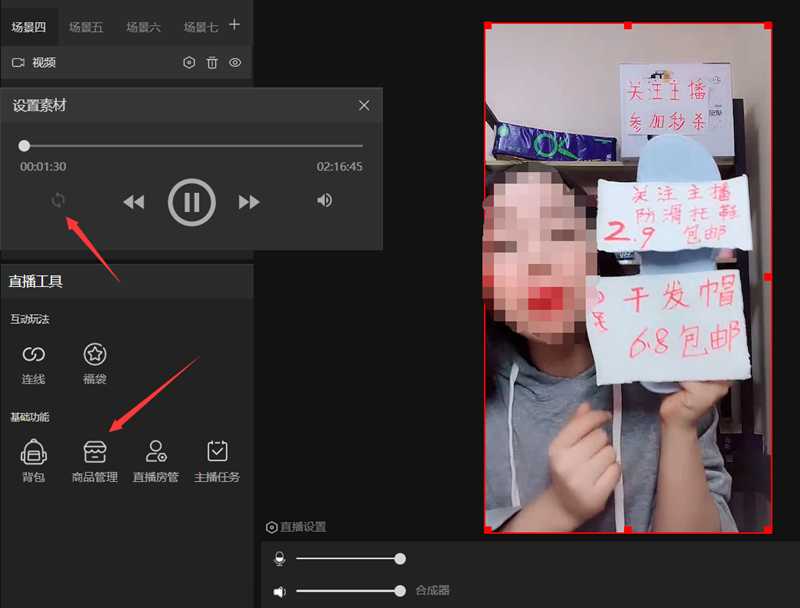 场景四 场景五 场景六 场景七 +
视频
设置素材
00:01:30 02:16:45
直播工具
互动玩法
连线 福袋
基础功能
背包 商品管理 直播房管 主播任务
直播设置
合成器
关注主播
参加秒杀
关注主播
防滑托鞋
2.9 包邮
干发帽
6.8包邮